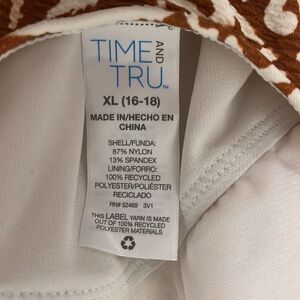 TIME AND
TRU™
XL (16-18)
MADE IN/HECHO EN
CHINA
SHELL/FUNDA:
87% NYLON
13% SPANDEX
LINING/FORRO:
100% RECYCLED
POLYESTER/POLIÉSTER
RECICLADO
RN# 52469 3V1
THIS LABEL YARN IS MADE
OUT OF 100% RECYCLED
POLYESTER MATERIALS